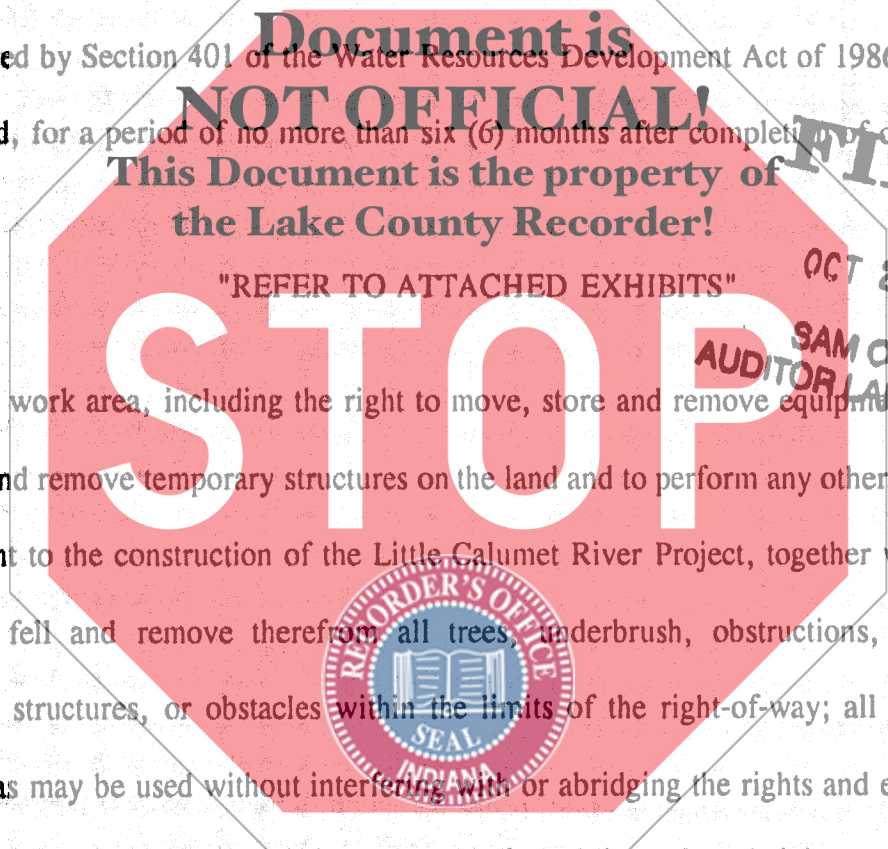 Document is
ed by Section 401 of the Water Resources Development Act of 198
NOT OFFICIAL!
d, for a period of no more than six (6) months after completion of
This Document is the property of
the Lake County Recorder!
"REFER TO ATTACHED EXHIBITS"
OCT
SAM
AUDITOR
STOP
work area, including the right to move, store and remove
nd remove temporary structures on the land and to perform any other
t to the construction of the Little Calumet River Project, together
fell and remove therefrom all trees, underbrush, obstructions,
structures, or obstacles within the limits of the right-of-way; all
as may be used without interfering with or abridging the rights and
RECORDER'S OFFICE
SEAL
INDIANA